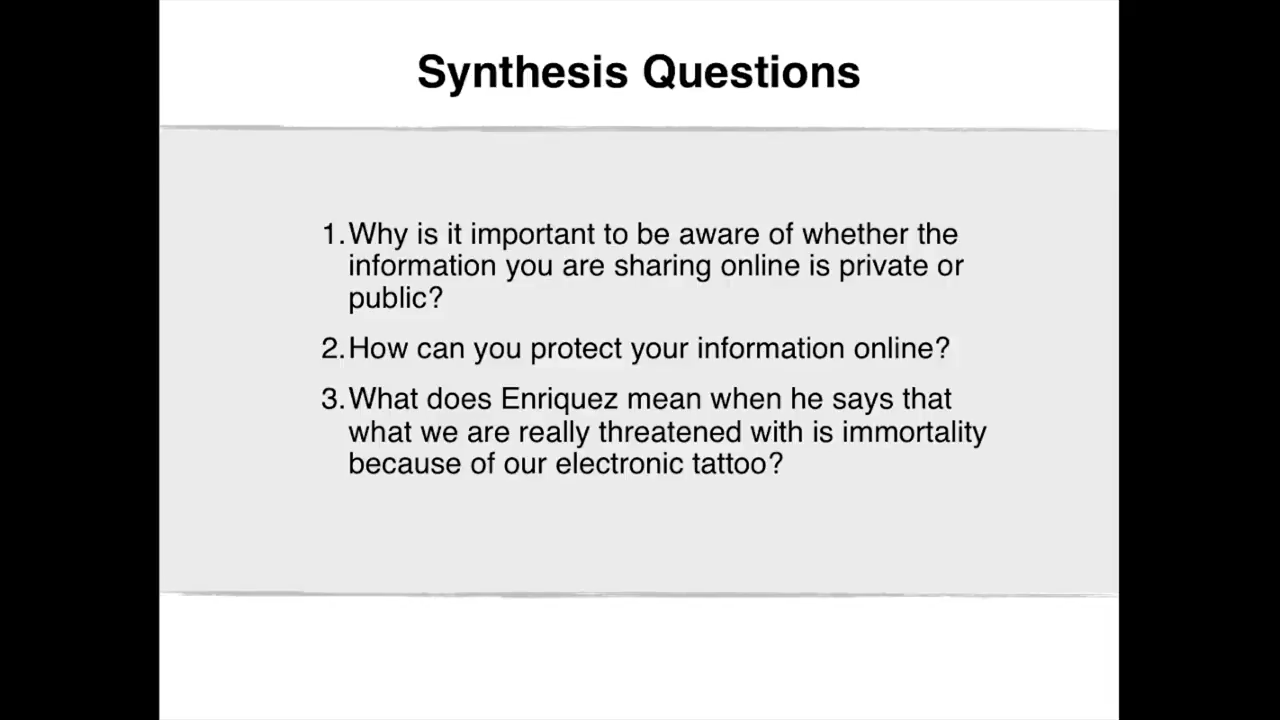 Synthesis Questions
1. Why is it important to be aware of whether the
information you are sharing online is private or
public?
2. How can you protect your information online?
3. What does Enriquez mean when he says that
what we are really threatened with is immortality
because of our electronic tattoo?